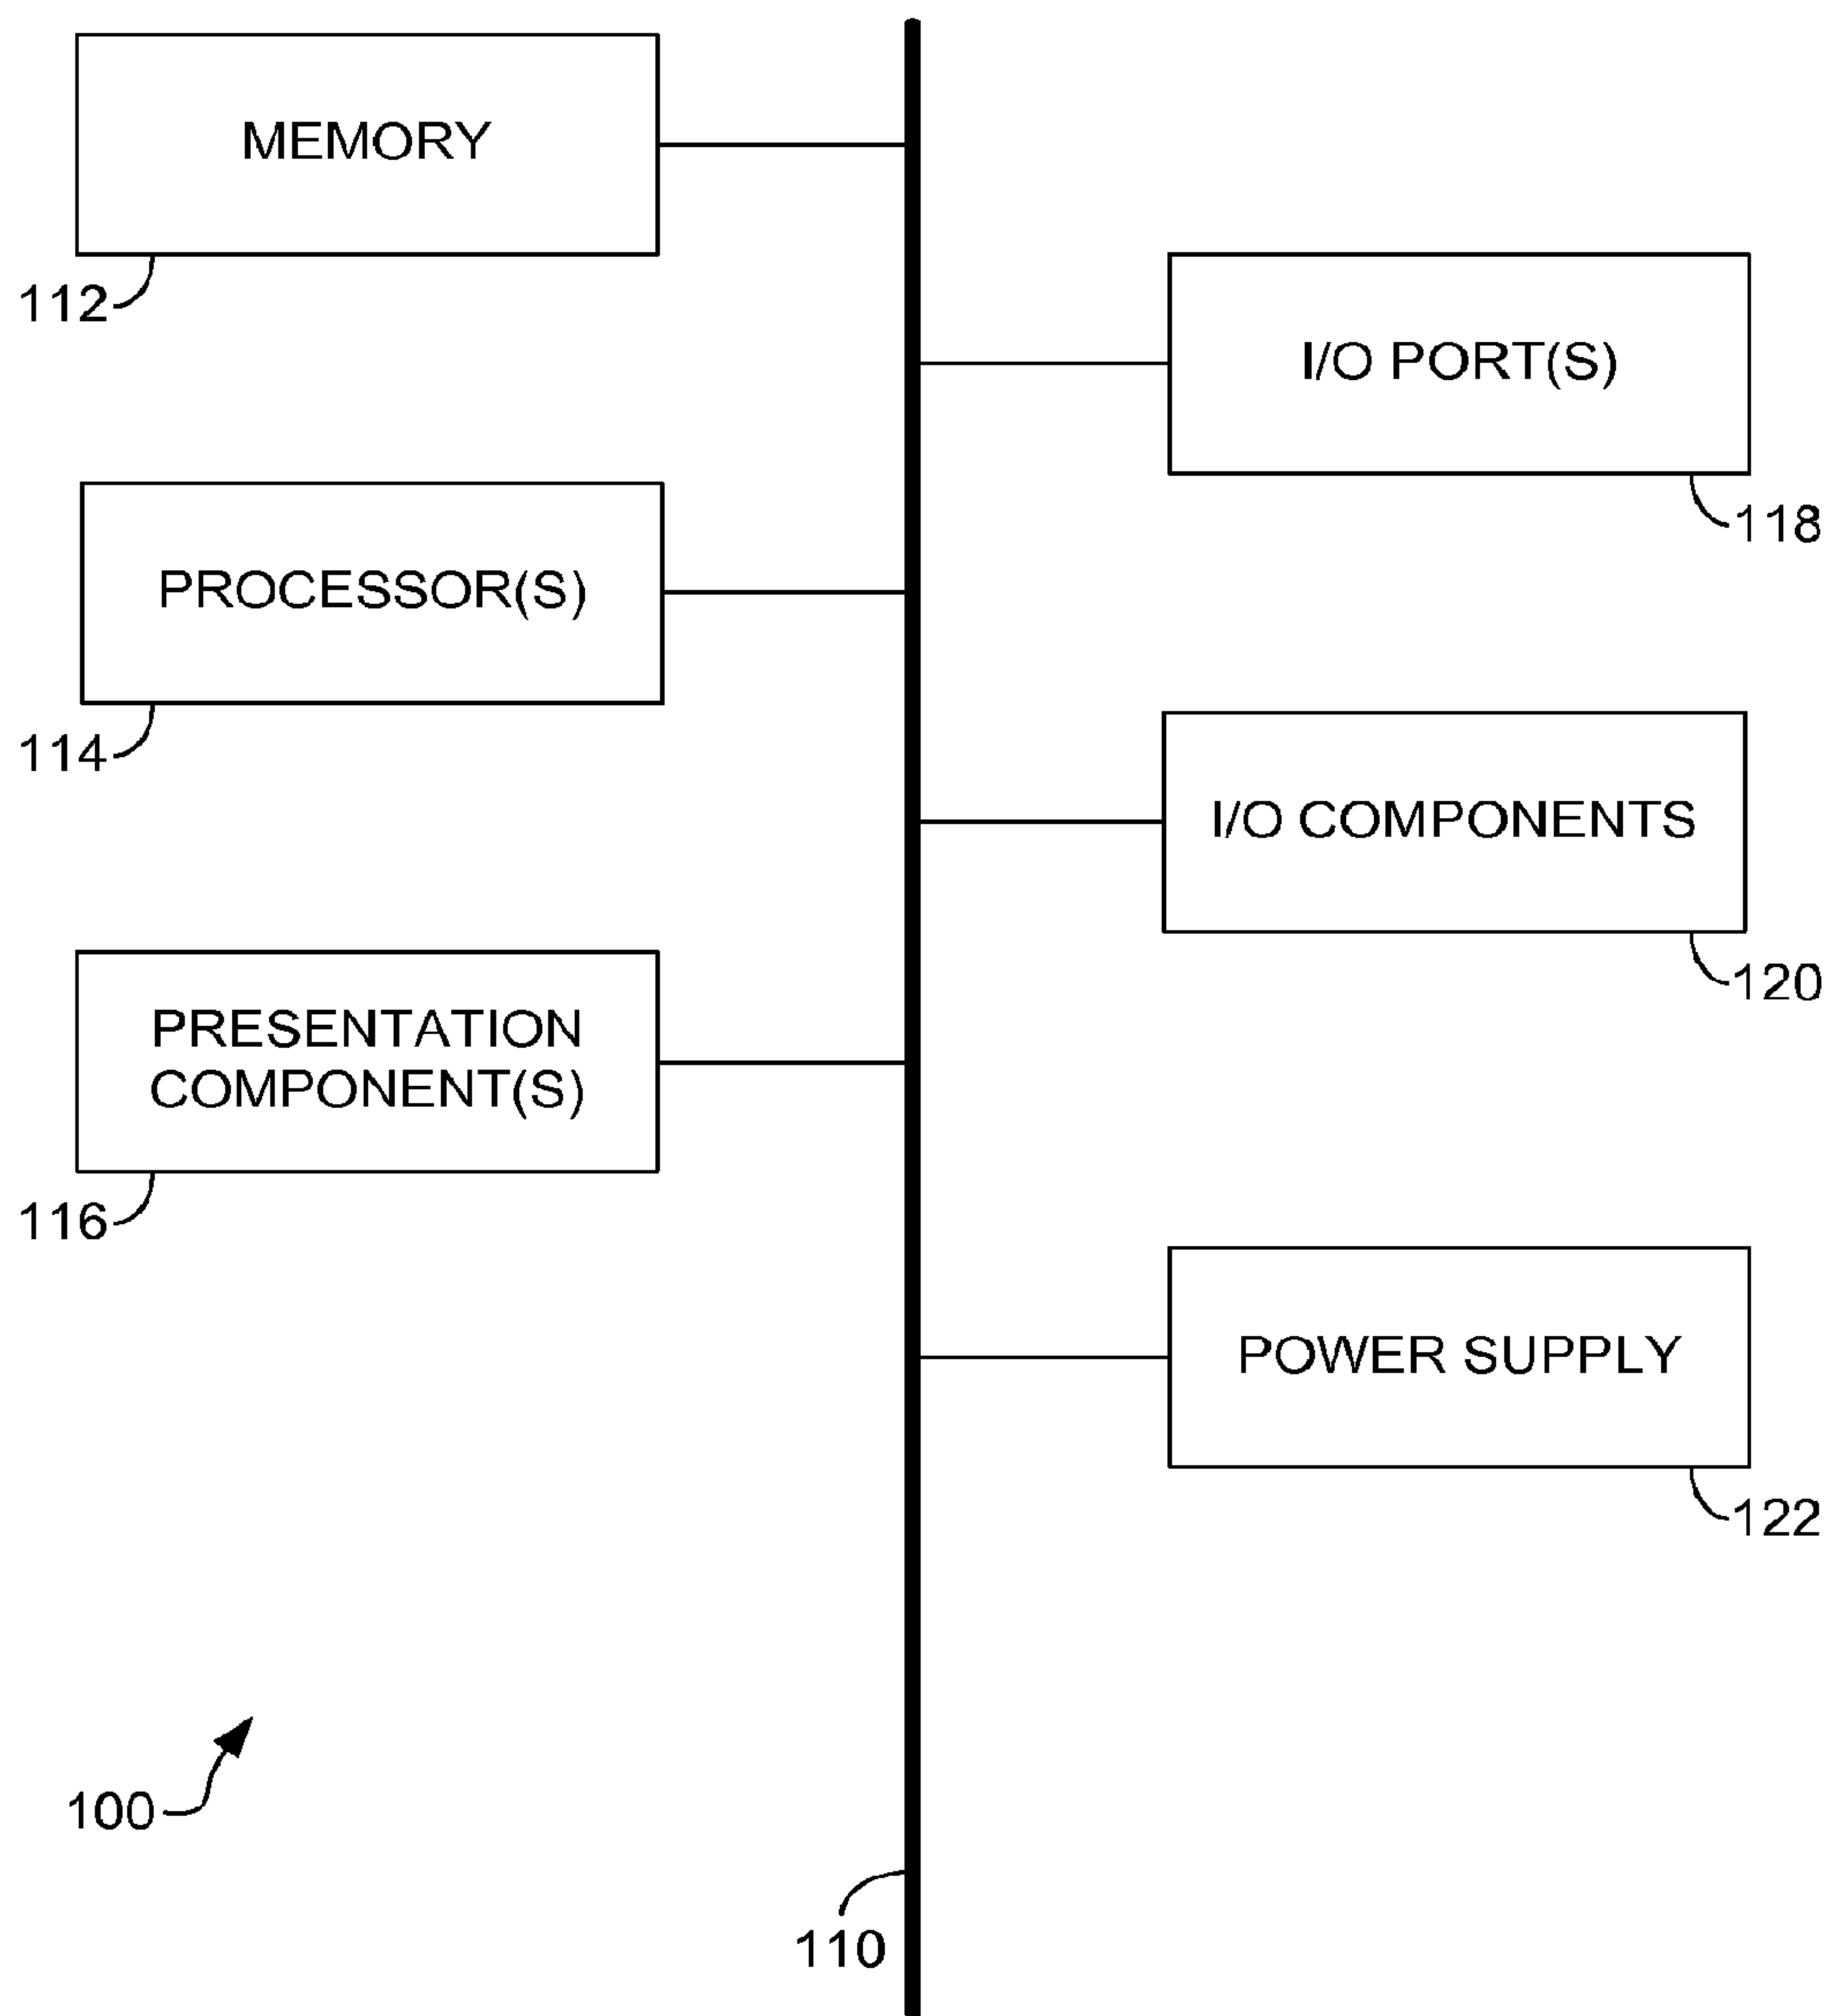 MEMORY
112
I/O PORT(S)
118
PROCESSOR(S)
114
I/O COMPONENTS
120
PRESENTATION
COMPONENT(S)
116
POWER SUPPLY
122
100
110